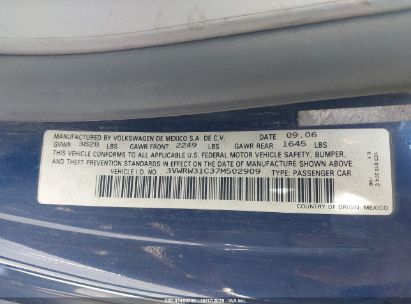 MANUFACTURED BY VOLKSWAGEN DE MEXICO S.A. DE C.V. DATE 09.06
GVWR 3828 LBS GAWR FRONT 2249 LBS GAWR REAR 1645 LBS
THIS VEHICLE CONFORMS TO ALL APPLICABLE U.S. FEDERAL MOTOR VEHICLE SAFETY, BUMPER,
AND THEFT PREVENTION STANDARDS IN EFFECT ON THE DATE OF MANUFACTURE SHOWN ABOVE.
VEHICLE I.D. 3VWRW31C37M502909 TYPE: PASSENGER CAR
COUNTRY OF ORIGIN, MEXICO